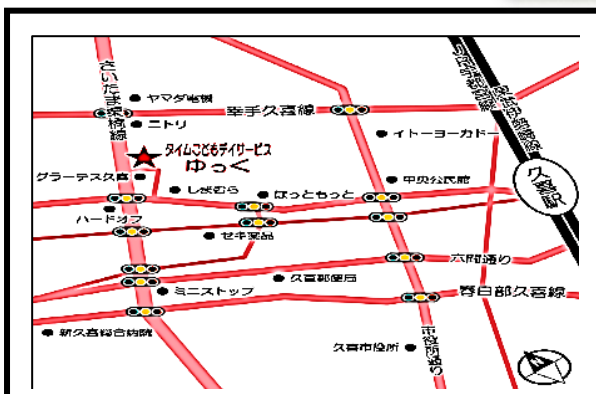 さいたま栗橋線
ヤマダ電機
幸手久喜線
ニトリ
イトーヨーカドー
タイムこどもデイサービス
ゆっく
グラーテス久喜
しまむら
ほっともっと
中央公民館
久喜駅
ハードオフ
ゼキ薬品
六間通り
久喜郵便局
ミニストップ
春日部久喜線
新久喜総合病院
久喜市役所
市役所通り